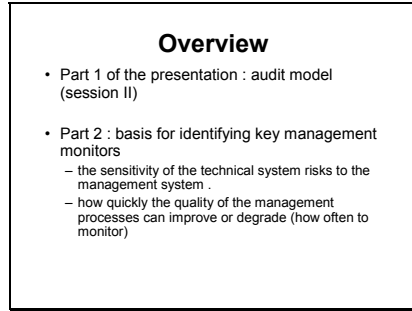 Overview
• Part 1 of the presentation : audit model
(session II)
• Part 2 : basis for identifying key management
monitors
– the sensitivity of the technical system risks to the
management system .
– how quickly the quality of the management
processes can improve or degrade (how often to
monitor)